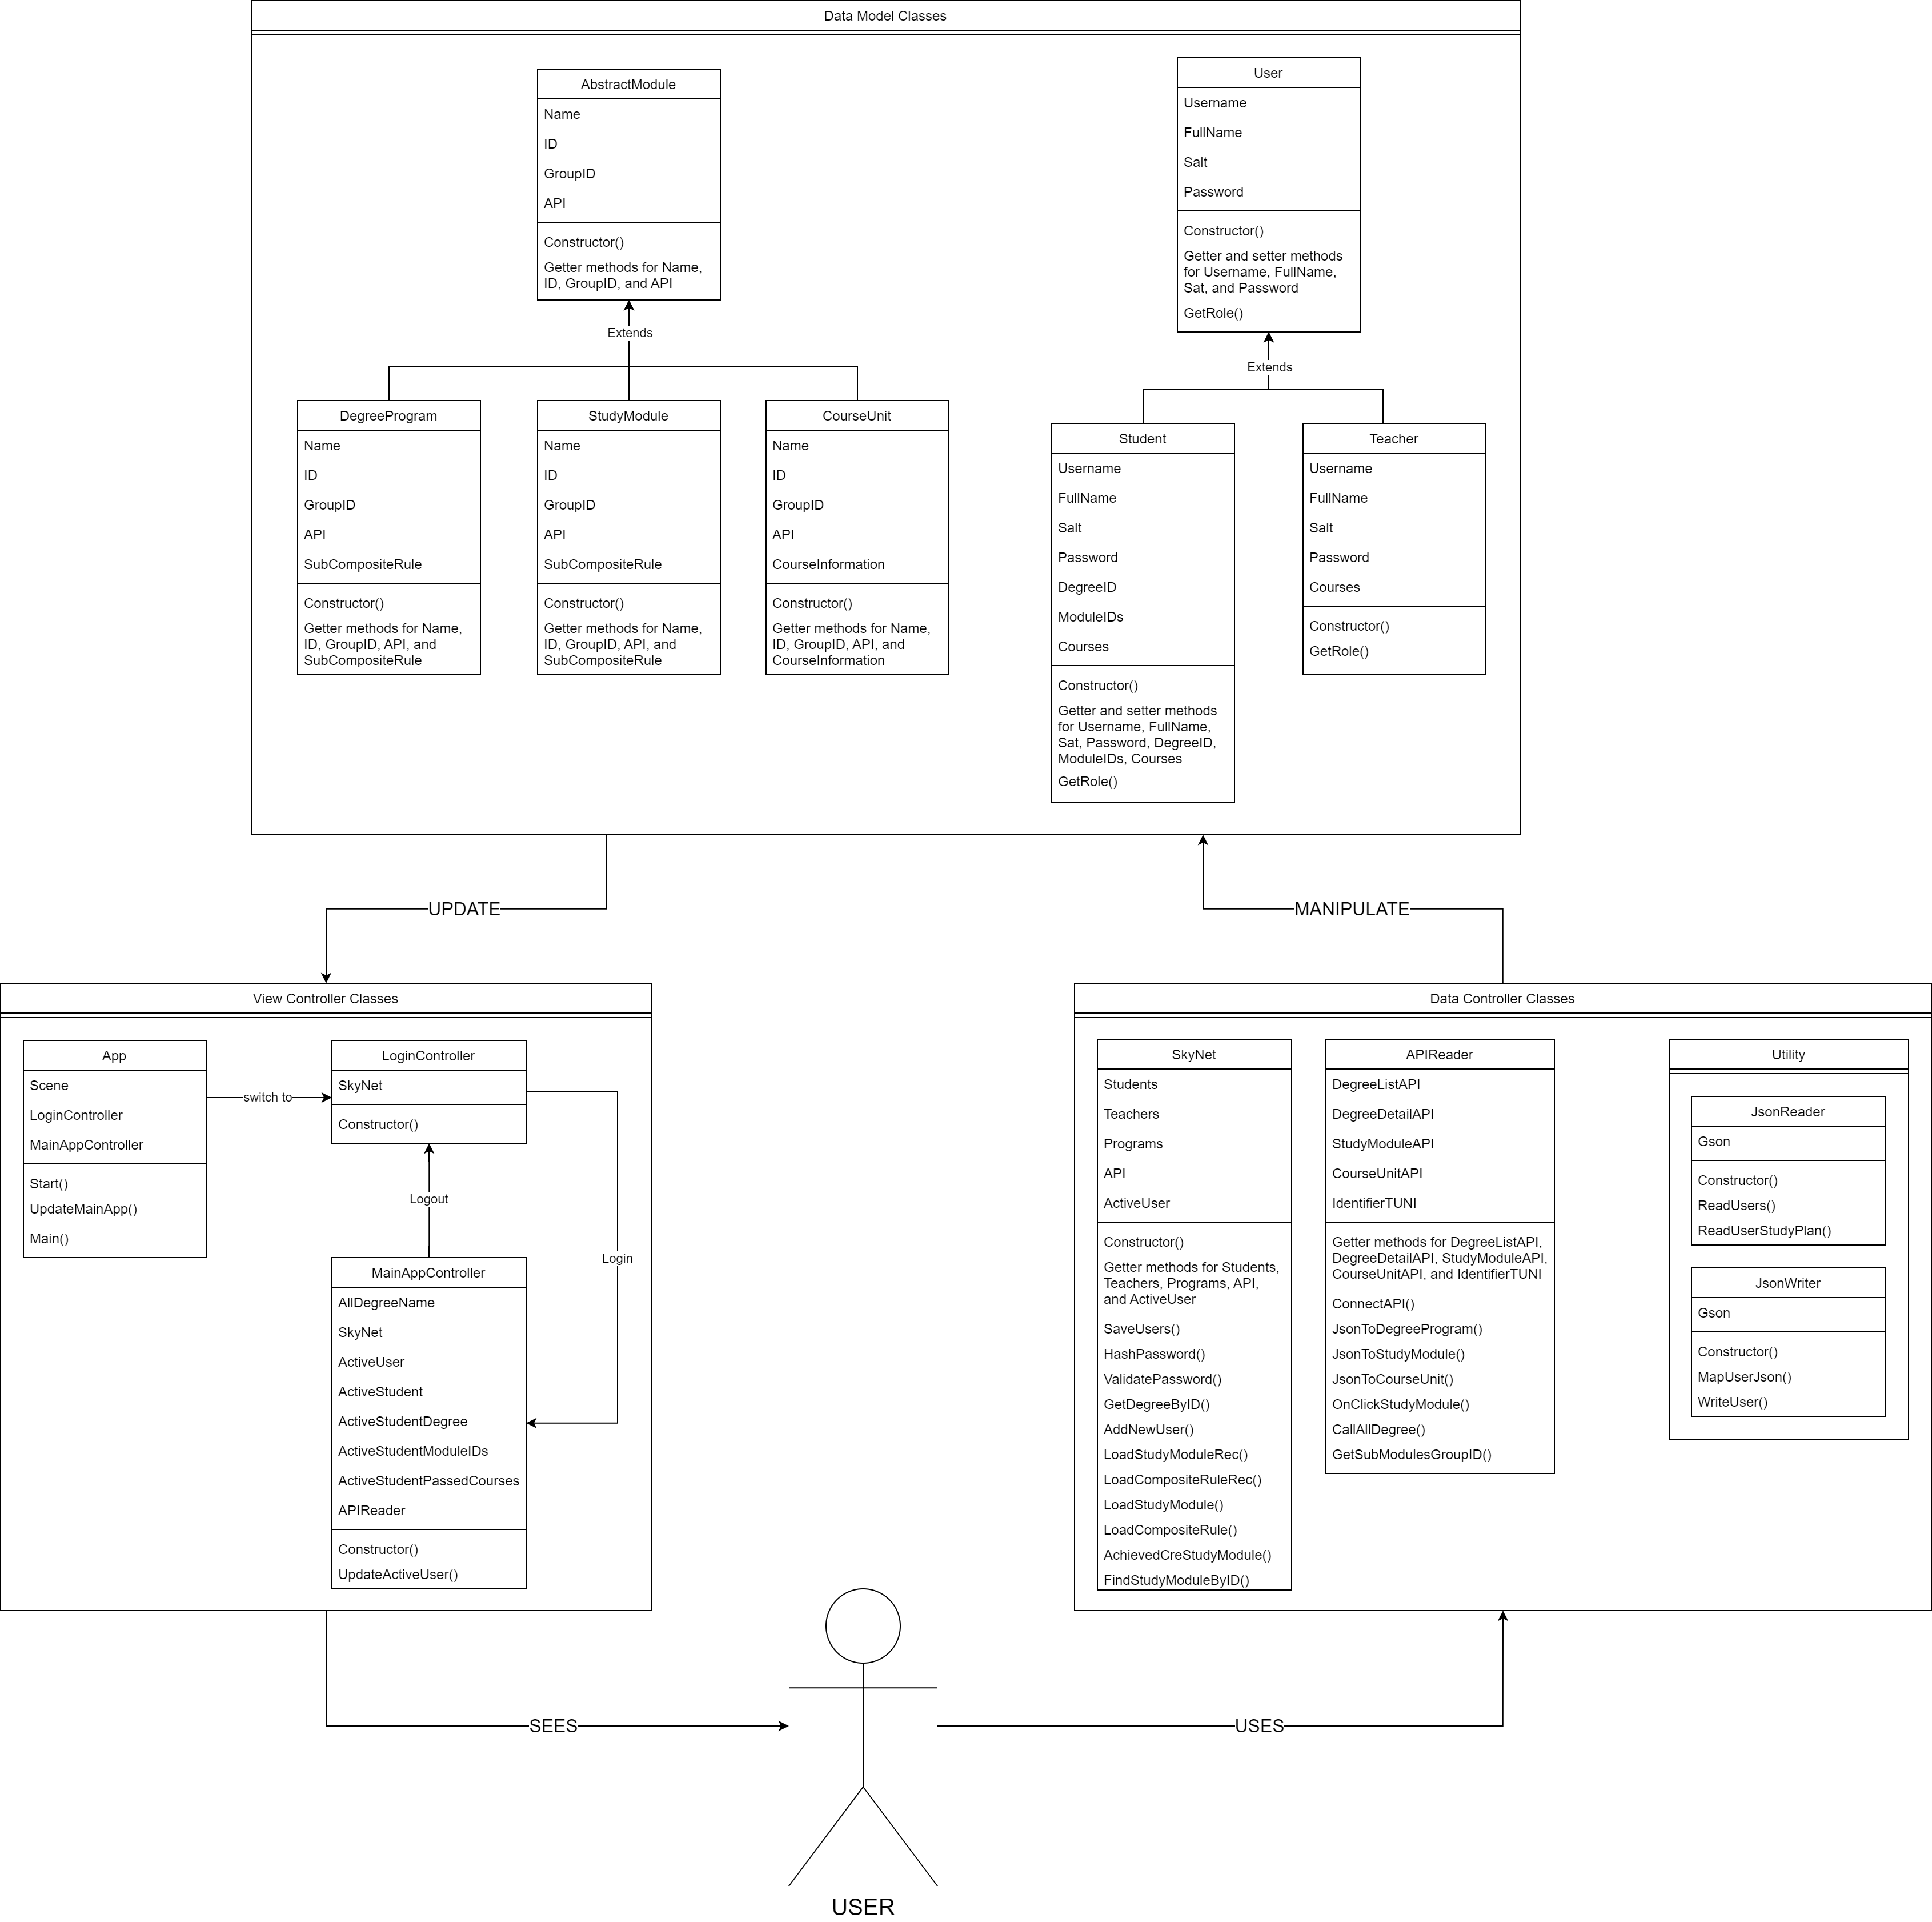 Data Model Classes
AbstractModule
Name
ID
GroupID
API
Constructor()
Getter methods for Name,
ID, GroupID, and API
Extends
User
Username
FullName
Salt
Password
Constructor()
Getter and setter methods
for Username, FullName,
Sat, and Password
GetRole()
Extends
DegreeProgram
Name
ID
GroupID
API
SubCompositeRule
Constructor()
Getter methods for Name,
ID, GroupID, API, and
SubCompositeRule
StudyModule
Name
ID
GroupID
API
SubCompositeRule
Constructor()
Getter methods for Name,
ID, GroupID, API, and
SubCompositeRule
CourseUnit
Name
ID
GroupID
API
CourseInformation
Constructor()
Getter methods for Name,
ID, GroupID, API, and
CourseInformation
Student
Username
FullName
Salt
Password
DegreeID
ModuleIDs
Courses
Constructor()
Getter and setter methods
for Username, FullName,
Sat, Password, DegreeID,
ModuleIDs, Courses
GetRole()
Teacher
Username
FullName
Salt
Password
Courses
Constructor()
GetRole()
UPDATE
MANIPULATE
View Controller Classes
App
Scene
LoginController
MainAppController
Start()
UpdateMainApp()
Main()
switch to
LoginController
SkyNet
Constructor()
Logout
Login
MainAppController
AllDegreeName
SkyNet
ActiveUser
ActiveStudent
ActiveStudentDegree
ActiveStudentModuleIDs
ActiveStudentPassedCourses
APIReader
Constructor()
UpdateActiveUser()
Data Controller Classes
SkyNet
Students
Teachers
Programs
API
ActiveUser
Constructor()
Getter methods for Students,
Teachers, Programs, API,
and ActiveUser
SaveUsers()
HashPassword()
ValidatePassword()
GetDegreeByID()
AddNewUser()
LoadStudyModuleRec()
LoadCompositeRuleRec()
LoadStudyModule()
LoadCompositeRule()
AchievedCreStudyModule()
FindStudyModuleByID()
APIReader
DegreeListAPI
DegreeDetailAPI
StudyModuleAPI
CourseUnitAPI
IdentifierTUNI
Getter methods for DegreeListAPI,
DegreeDetailAPI, StudyModuleAPI,
CourseUnitAPI, and IdentifierTUNI
ConnectAPI()
JsonToDegreeProgram()
JsonToStudyModule()
JsonToCourseUnit()
OnClickStudyModule()
CallAllDegree()
GetSubModulesGroupID()
Utility
JsonReader
Gson
Constructor()
ReadUsers()
ReadUserStudyPlan()
JsonWriter
Gson
Constructor()
MapUserJson()
WriteUser()
SEES
USES
USER